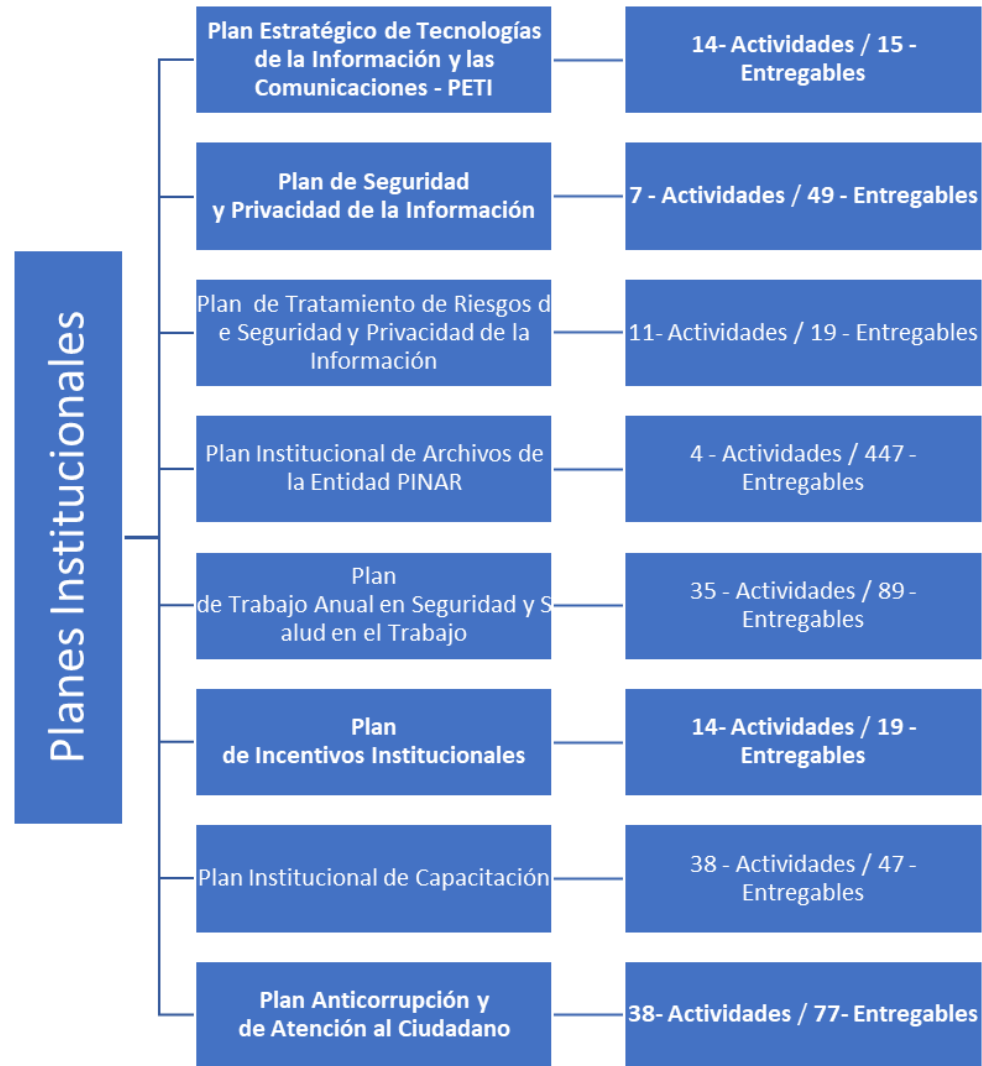 Planes Institucionales
Plan Estratégico de Tecnologías
de la Información y las
Comunicaciones - PETI
14- Actividades / 15 -
Entregables
Plan de Seguridad
y Privacidad de la Información
7 - Actividades / 49 - Entregables
Plan  de Tratamiento de Riesgos d
e Seguridad y Privacidad de la
Información
11- Actividades / 19 - Entregables
Plan Institucional de Archivos de
la Entidad PINAR
4 - Actividades / 447 -
Entregables
Plan
de Trabajo Anual en Seguridad y S
alud en el Trabajo
35 - Actividades / 89 -
Entregables
Plan
de Incentivos Institucionales
14- Actividades / 19 -
Entregables
Plan Institucional de Capacitación
38 - Actividades / 47 -
Entregables
Plan Anticorrupción y
de Atención al Ciudadano
38- Actividades / 77- Entregables